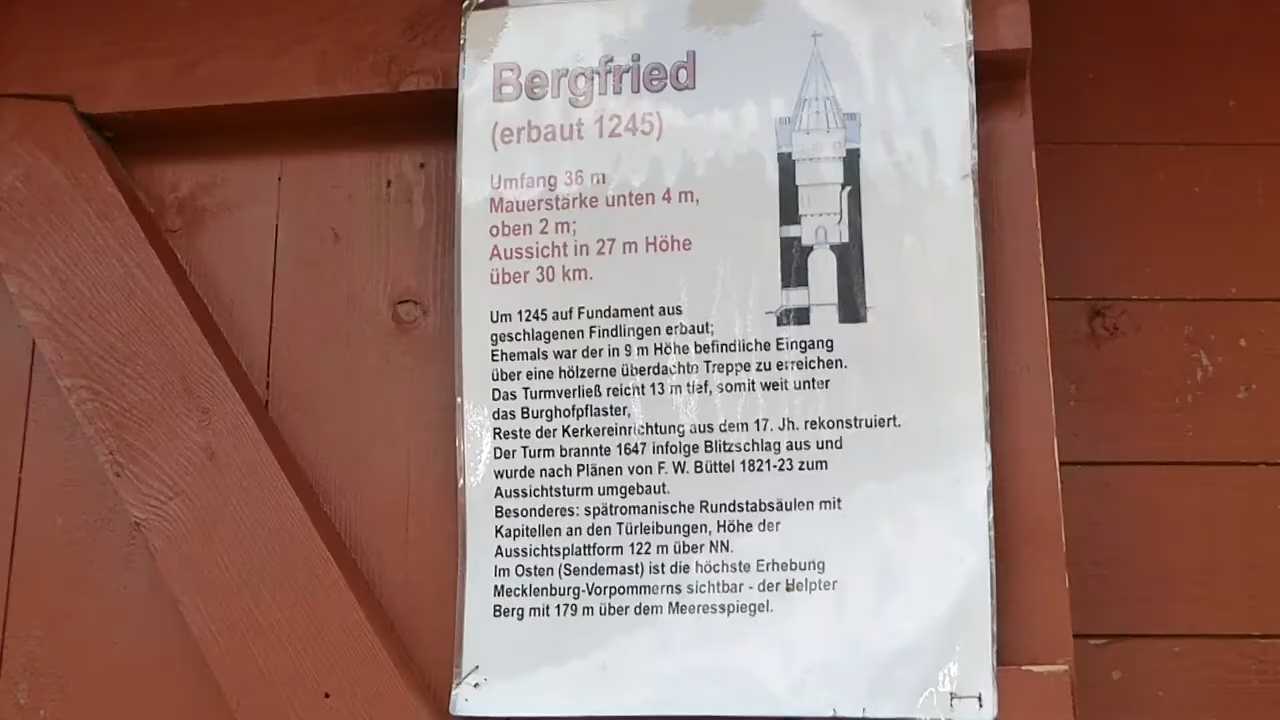 Bergfried
(erbaut 1245)
Umfang 36 m
Mauerstärke unten 4 m,
oben 2 m;
Aussicht in 27 m Höhe
über 30 km.
Um 1245 auf Fundament aus
geschlagenen Findlingen erbaut;
Ehemals war der in 9 m Höhe befindliche Eingang
über eine hölzerne überdachte Treppe zu erreichen.
Das Turmverließ reicht 13 m tief, somit weit unter
das Burghofpflaster,
Reste der Kerkereinrichtung aus dem 17. Jh. rekonstruiert.
Der Turm brannte 1647 infolge Blitzschlag aus und
wurde nach Plänen von F. W. Büttel 1821-23 zum
Aussichtsturm umgebaut.
Besonderes: spätromanische Rundstabsäulen mit
Kapitellen an den Türleibungen, Höhe der
Aussichtsplattform 122 m über NN.
Im Osten (Sendemast) ist die höchste Erhebung
Mecklenburg-Vorpommerns sichtbar - der Helpter
Berg mit 179 m über dem Meeresspiegel.